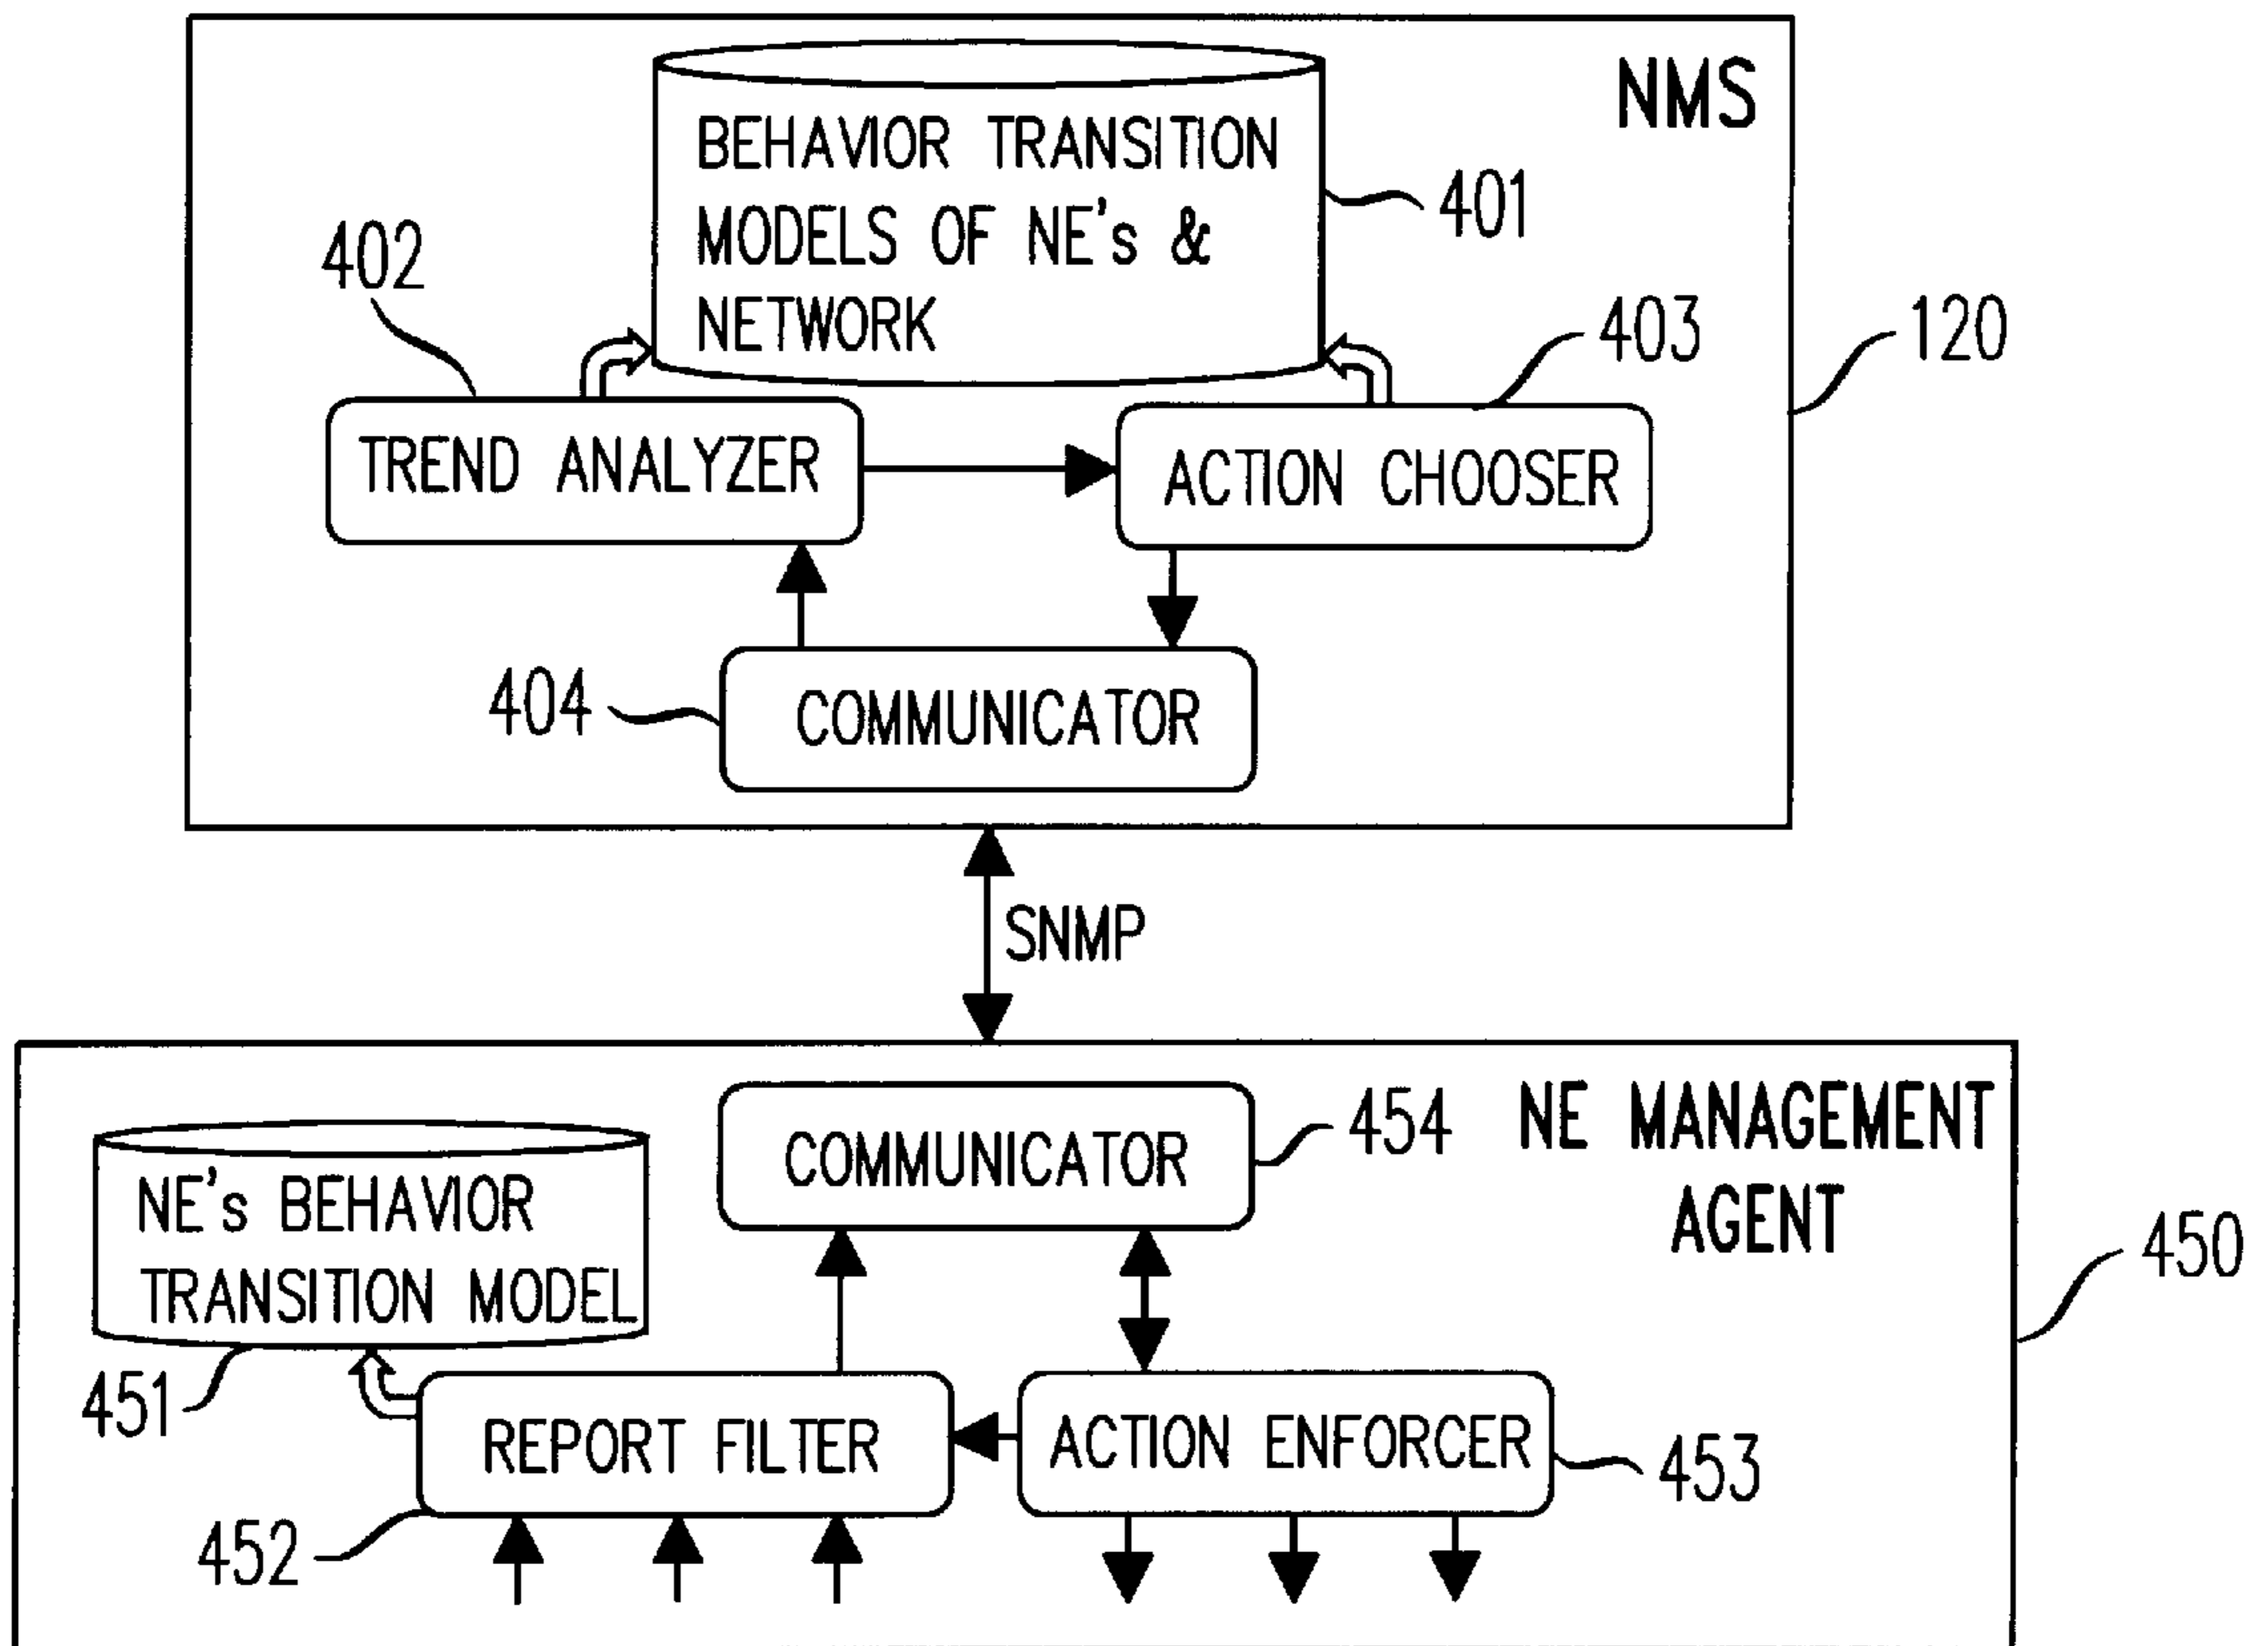 NMS
BEHAVIOR TRANSITION
MODELS OF NE's &
NETWORK
401
402
403
120
TREND ANALYZER
ACTION CHOOSER
404
COMMUNICATOR
SNMP
NE MANAGEMENT
AGENT
COMMUNICATOR
454
NE's BEHAVIOR
TRANSITION MODEL
450
451
REPORT FILTER
ACTION ENFORCER
453
452